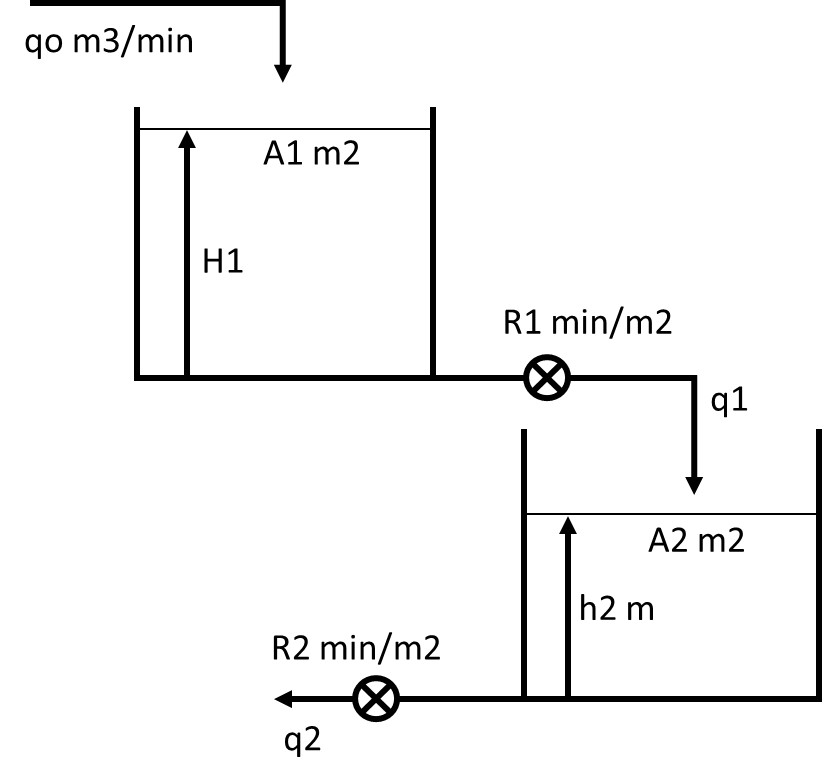 qo m3/min
A1 m2
H1
R1 min/m2
q1
A2 m2
h2 m
R2 min/m2
q2